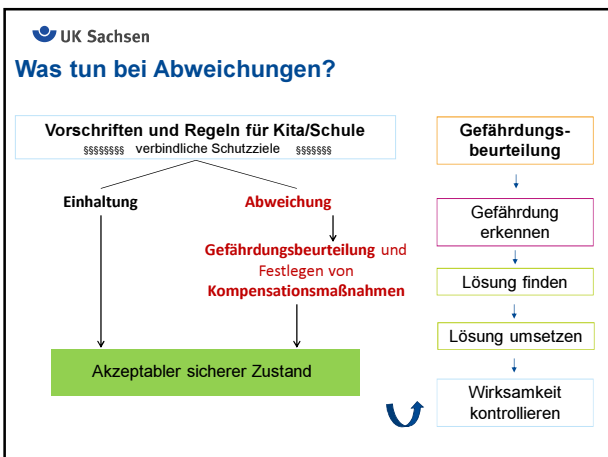 UK Sachsen
Was tun bei Abweichungen?
Vorschriften und Regeln für Kita/Schule
§§§§§§§§ verbindliche Schutzziele §§§§§§§
Einhaltung
Abweichung
Gefährdungsbeurteilung und
Festlegen von
Kompensationsmaßnahmen
Akzeptabler sicherer Zustand
Gefährdungs-
beurteilung
Gefährdung
erkennen
Lösung finden
Lösung umsetzen
Wirksamkeit
kontrollieren